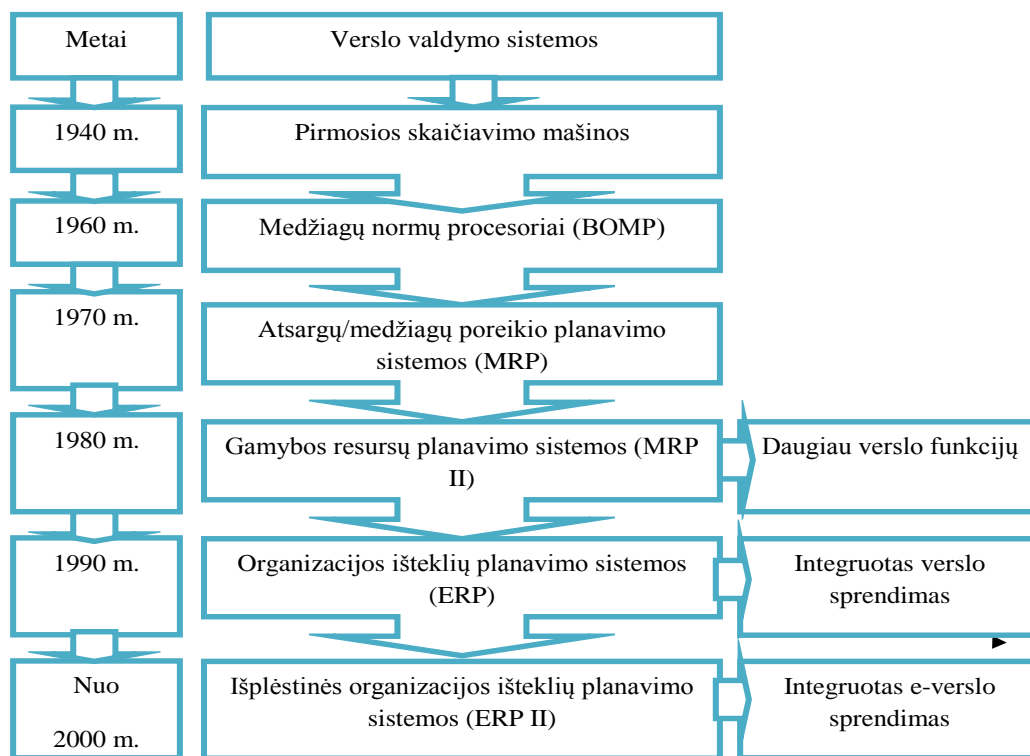 Metai
Verslo valdymo sistemos
1940 m.
Pirmosios skaičiavimo mašinos
1960 m.
Medžiagų normų procesoriai (BOMP)
1970 m.
Atsargų/medžiagų poreikio planavimo
sistemos (MRP)
1980 m.
Gamybos resursų planavimo sistemos (MRP
II)
Daugiau verslo funkcijų
1990 m.
Organizacijos išteklių planavimo sistemos
(ERP)
Integruotas verslo
sprendimas
Nuo
2000 m.
Išplėstinės organizacijos išteklių planavimo
sistemos (ERP II)
Integruotas e-verslo
sprendimas